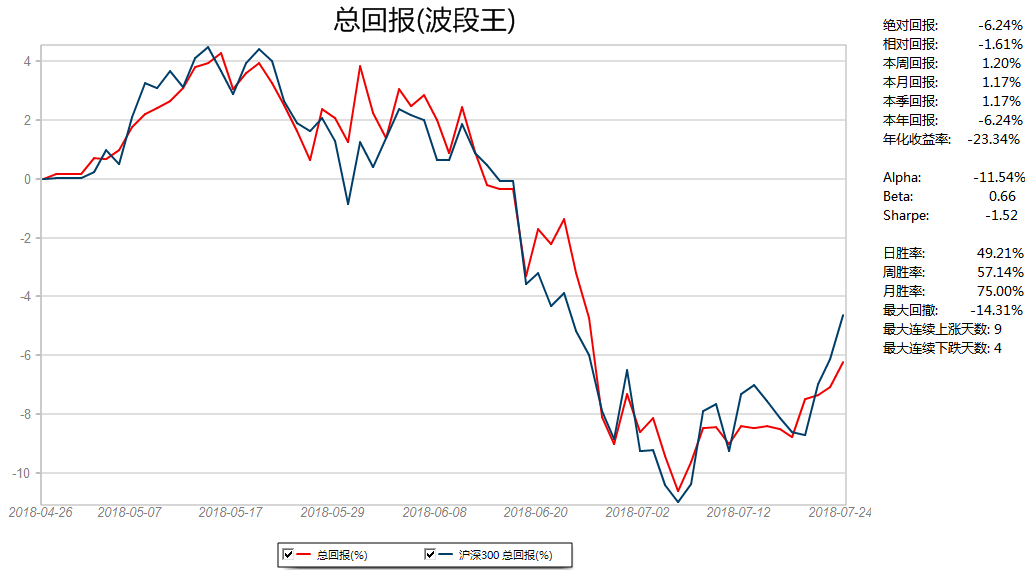 总回报(波段王)
4
2
0
-2
-4
-6
-8
-10
2018-04-26 2018-05-07 2018-05-17 2018-05-29 2018-06-08 2018-06-20 2018-07-02 2018-07-12 2018-07-24
总回报(%) 沪深300 总回报(%)
绝对回报: -6.24%
相对回报: -1.61%
本周回报: 1.20%
本月回报: 1.17%
本季回报: 1.17%
本年回报: -6.24%
年化收益率: -23.34%
Alpha: -11.54%
Beta: 0.66
Sharpe: -1.52
日胜率: 49.21%
周胜率: 57.14%
月胜率: 75.00%
最大回撤: -14.31%
最大连续上涨天数: 9
最大连续下跌天数: 4